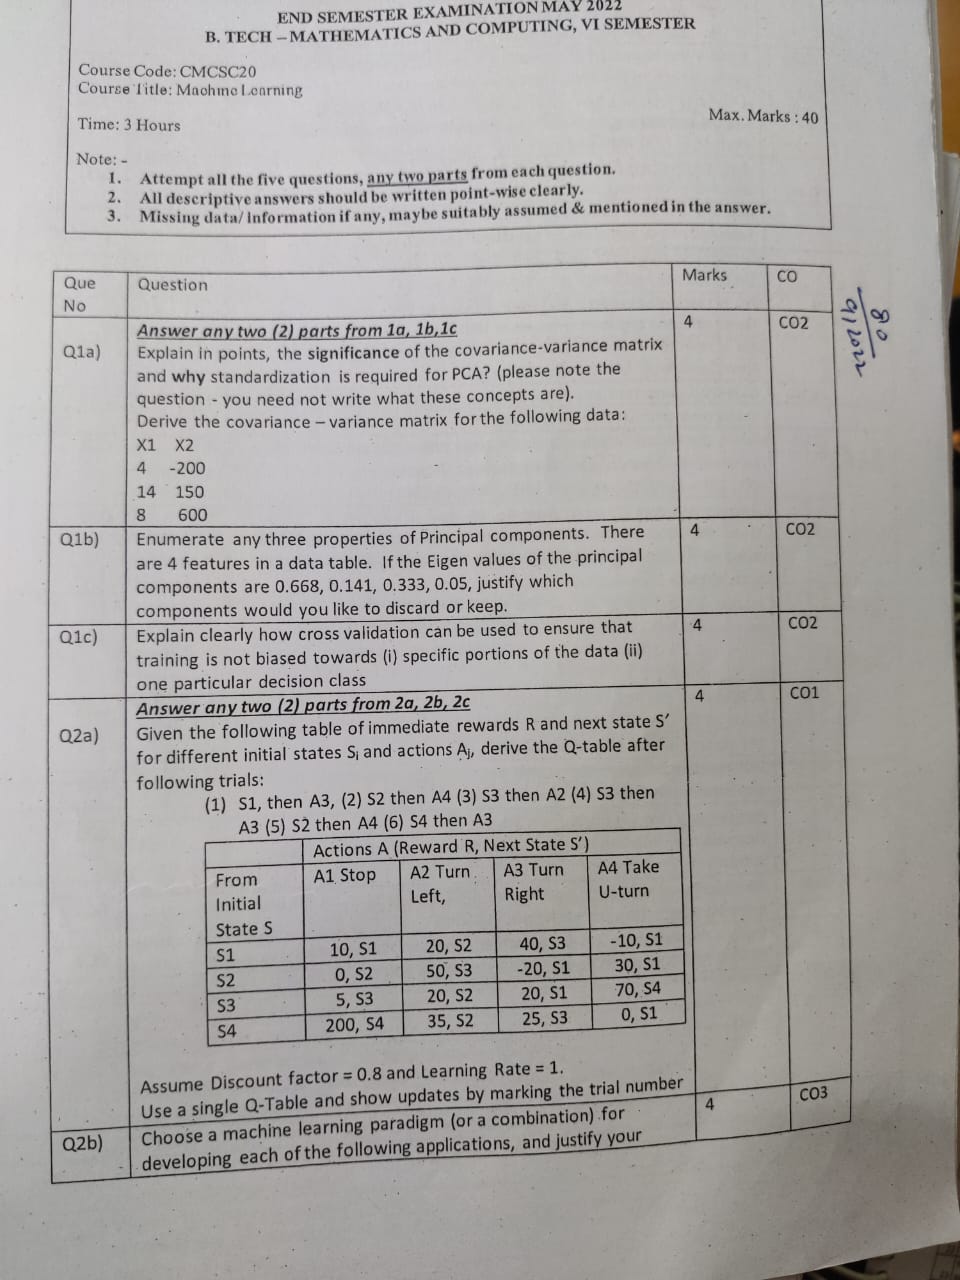 END SEMESTER EXAMINATION MAY 2022
B. TECH – MATHEMATICS AND COMPUTING, VI SEMESTER
Course Code: CMCSC20
Course Title: Machine Learning
Time: 3 Hours
Max. Marks : 40
Note: -
1. Attempt all the five questions, any two parts from each question.
2. All descriptive answers should be written point-wise clearly.
3. Missing data/ information if any, maybe suitably assumed & mentioned in the answer.
Que No Question Marks CO
Answer any two (2) parts from 1a, 1b,1c 4 CO2
Q1a) Explain in points, the significance of the covariance-variance matrix
and why standardization is required for PCA? (please note the
question - you need not write what these concepts are).
Derive the covariance – variance matrix for the following data:
X1 X2
4 -200
14 150
8 600
Q1b) Enumerate any three properties of Principal components. There 4 CO2
are 4 features in a data table. If the Eigen values of the principal
components are 0.668, 0.141, 0.333, 0.05, justify which
components would you like to discard or keep.
Q1c) Explain clearly how cross validation can be used to ensure that 4 CO2
training is not biased towards (i) specific portions of the data (ii)
one particular decision class
Answer any two (2) parts from 2a, 2b, 2c 4 CO1
Q2a) Given the following table of immediate rewards R and next state S’
for different initial states Si and actions Aj, derive the Q-table after
following trials:
(1) S1, then A3, (2) S2 then A4 (3) S3 then A2 (4) S3 then
A3 (5) S2 then A4 (6) S4 then A3
Actions A (Reward R, Next State S’)
From Initial State S A1 Stop A2 Turn Left, A3 Turn Right A4 Take U-turn
S1 10, S1 20, S2 40, S3 -10, S1
S2 0, S2 50, S3 -20, S1 30, S1
S3 5, S3 20, S2 20, S1 70, S4
S4 200, S4 35, S2 25, S3 0, S1
Assume Discount factor = 0.8 and Learning Rate = 1.
Use a single Q-Table and show updates by marking the trial number
Q2b) Choose a machine learning paradigm (or a combination) for 4 CO3
developing each of the following applications, and justify your